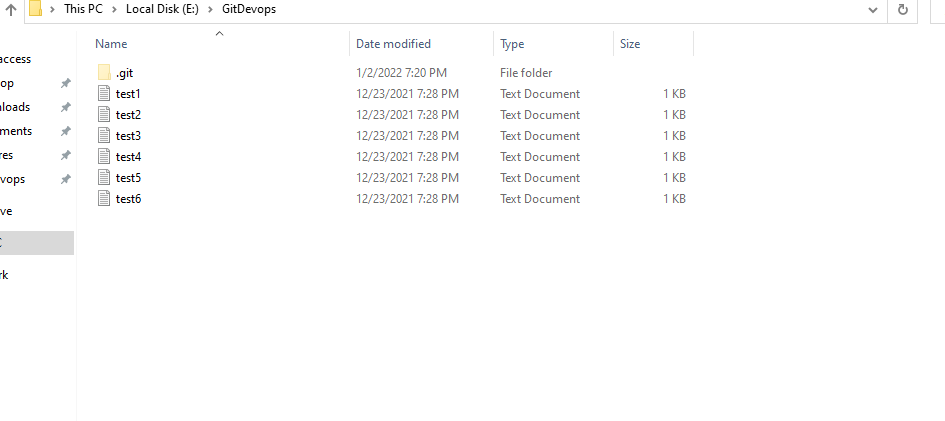 This PC > Local Disk (E:) > GitDevops
Name Date modified Type Size
access
.git 1/2/2022 7:20 PM File folder
op
test1 12/23/2021 7:28 PM Text Document 1 KB
nloads
test2 12/23/2021 7:28 PM Text Document 1 KB
ments
test3 12/23/2021 7:28 PM Text Document 1 KB
res
test4 12/23/2021 7:28 PM Text Document 1 KB
vops
test5 12/23/2021 7:28 PM Text Document 1 KB
test6 12/23/2021 7:28 PM Text Document 1 KB
ve
rk